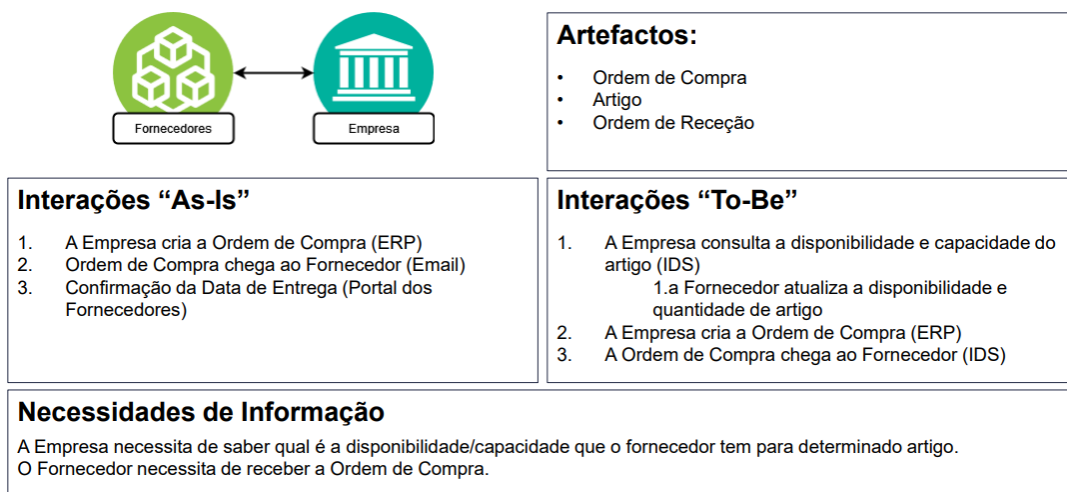 Fornecedores
Empresa
Artefactos:
• Ordem de Compra
• Artigo
• Ordem de Receção
Interações “As-Is”
1. A Empresa cria a Ordem de Compra (ERP)
2. Ordem de Compra chega ao Fornecedor (Email)
3. Confirmação da Data de Entrega (Portal dos
Fornecedores)
Interações “To-Be”
1. A Empresa consulta a disponibilidade e capacidade do
artigo (IDS)
1.a Fornecedor atualiza a disponibilidade e
quantidade de artigo
2. A Empresa cria a Ordem de Compra (ERP)
3. A Ordem de Compra chega ao Fornecedor (IDS)
Necessidades de Informação
A Empresa necessita de saber qual é a disponibilidade/capacidade que o fornecedor tem para determinado artigo.
O Fornecedor necessita de receber a Ordem de Compra.